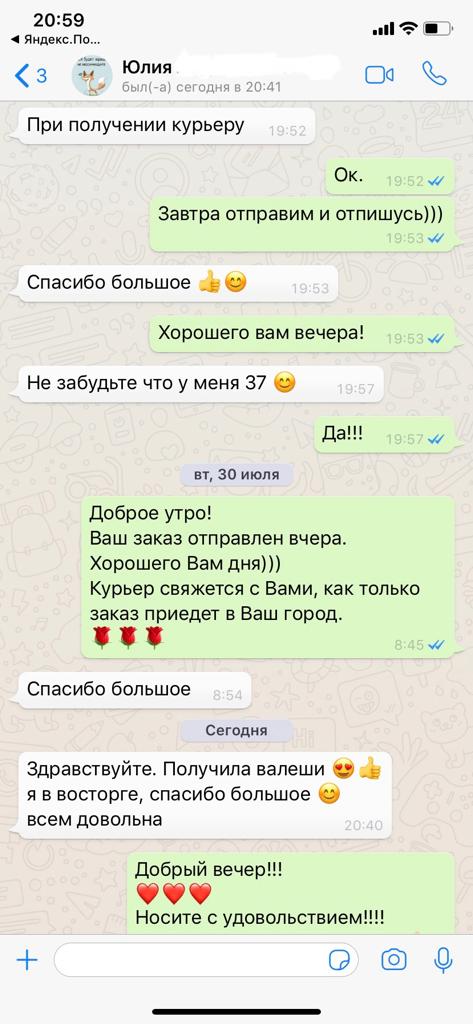 20:59
Яндекс.По...
3
Юлия
был(-а) сегодня в 20:41
При получении курьеру 19:52
Ок. 19:52
Завтра отправим и отпишусь)))
19:53
Спасибо большое 👍😊 19:53
Хорошего вам вечера! 19:53
Не забудьте что у меня 37 😊 19:57
Да!!! 19:57
вт, 30 июля
Доброе утро!
Ваш заказ отправлен вчера.
Хорошего Вам дня)))
Курьер свяжется с Вами, как только
заказ приедет в Ваш город.
🌹🌹🌹
8:45
Спасибо большое 8:54
Сегодня
Здравствуйте. Получила валеши 😍👍
я в восторге, спасибо большое 😊
всем довольна
20:40
Добрый вечер!!!
❤️❤️❤️
Носите с удовольствием!!!!